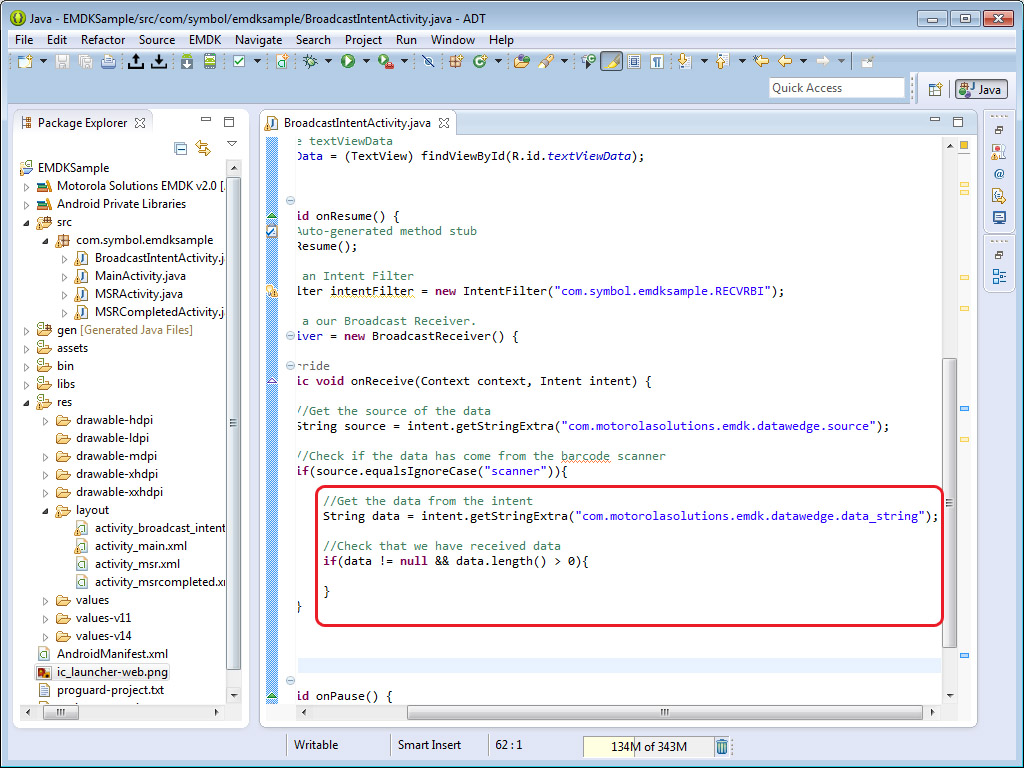 Java - EMDKSample/src/com/symbol/emdksample/BroadcastIntentActivity.java - ADT
File Edit Refactor Source EMDK Navigate Search Project Run Window Help
Quick Access
Java
Package Explorer
EMDKSample
Motorola Solutions EMDK v2.0 [
Android Private Libraries
src
com.symbol.emdksample
BroadcastIntentActivity.j
MainActivity.java
MSRActivity.java
MSRCompletedActivity.j
gen [Generated Java Files]
assets
bin
libs
res
drawable-hdpi
drawable-ldpi
drawable-mdpi
drawable-xhdpi
drawable-xxhdpi
layout
activity_broadcast_intent
activity_main.xml
activity_msr.xml
activity_msrcompleted.x
values
values-v11
values-v14
AndroidManifest.xml
ic_launcher-web.png
proguard-project.txt
BroadcastIntentActivity.java
e textViewData
Data = (TextView) findViewById(R.id.textViewData);
id onResume() {
Auto-generated method stub
Resume();
an Intent Filter
lter intentFilter = new IntentFilter("com.symbol.emdksample.RECVRBI");
a our Broadcast Receiver.
iver = new BroadcastReceiver() {
rride
ic void onReceive(Context context, Intent intent) {
//Get the source of the data
String source = intent.getStringExtra("com.motorolasolutions.emdk.datawedge.source");
//Check if the data has come from the barcode scanner
if(source.equalsIgnoreCase("scanner")){
//Get the data from the intent
String data = intent.getStringExtra("com.motorolasolutions.emdk.datawedge.data_string");
//Check that we have received data
if(data != null && data.length() > 0){
}
}
id onPause() {
Writable
Smart Insert
62 : 1
134M of 343M